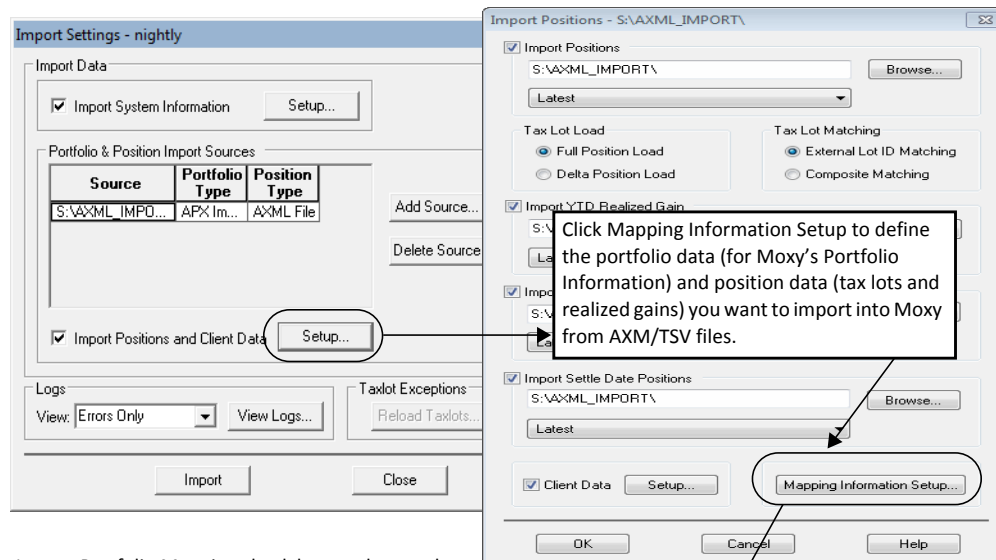 Import Settings - nightly
Import Data
Import System Information
Setup...
Portfolio & Position Import Sources
Source
Portfolio Type
Position Type
S:\AXML_IMPO...
APX Im...
AXML File
Add Source...
Delete Source
Import Positions and Client Data
Setup...
Logs
View:
Errors Only
View Logs...
Taxlot Exceptions
Reload Taxlots...
Import
Close
Import Positions - S:\AXML_IMPORT\
Import Positions
S:\AXML_IMPORT\
Browse...
Latest
Tax Lot Load
Full Position Load
Delta Position Load
Tax Lot Matching
External Lot ID Matching
Composite Matching
Import YTD Realized Gain
Click Mapping Information Setup to define
the portfolio data (for Moxy's Portfolio
Information) and position data (tax lots and
realized gains) you want to import into Moxy
from AXM/TSV files.
Import Settle Date Positions
S:\AXML_IMPORT\
Browse...
Latest
Client Data
Setup...
Mapping Information Setup...
OK
Cancel
Help